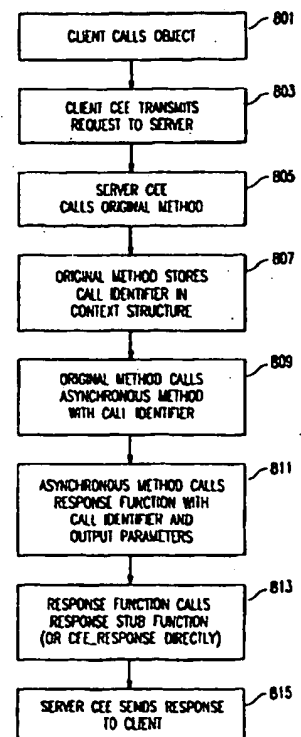 CLIENT CALLS OBJECT
801
CLIENT CEE TRANSMITS
REQUEST TO SERVER
803
SERVER CEE
CALLS ORIGINAL METHOD
805
ORIGINAL METHOD STORES
CALL IDENTIFIER IN
CONTEXT STRUCTURE
807
ORIGINAL METHOD CALLS
ASYNCHRONOUS METHOD
WITH CALL IDENTIFIER
809
ASYNCHRONOUS METHOD CALLS
RESPONSE FUNCTION WITH
CALL IDENTIFIER AND
OUTPUT PARAMETERS
811
RESPONSE FUNCTION CALLS
RESPONSE STUB FUNCTION
(OR CEE_RESPONSE DIRECTLY)
813
SERVER CEE SENDS RESPONSE
TO CLIENT
815